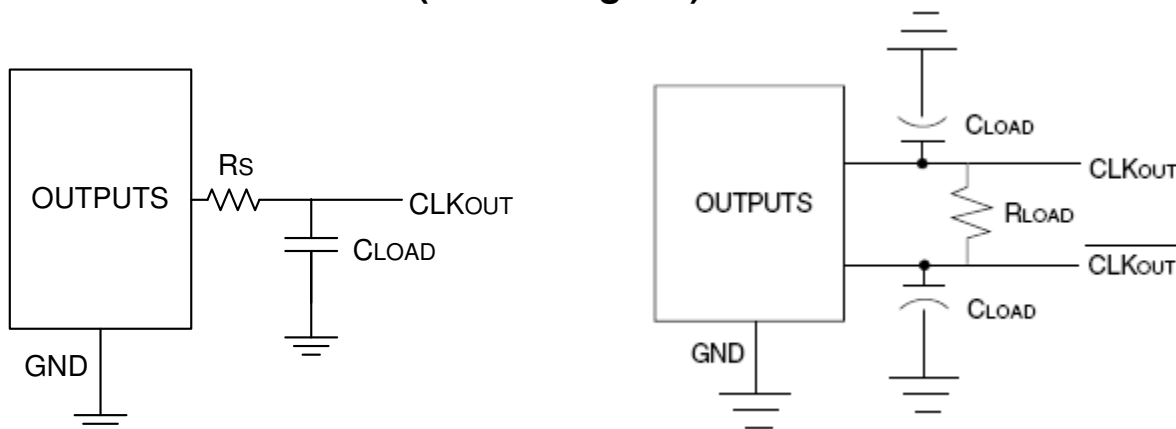 OUTPUTS
RS
CLKOUT
CLOAD
GND
CLOAD
CLKOUT
OUTPUTS
RLOAD
CLKOUT
CLOAD
GND